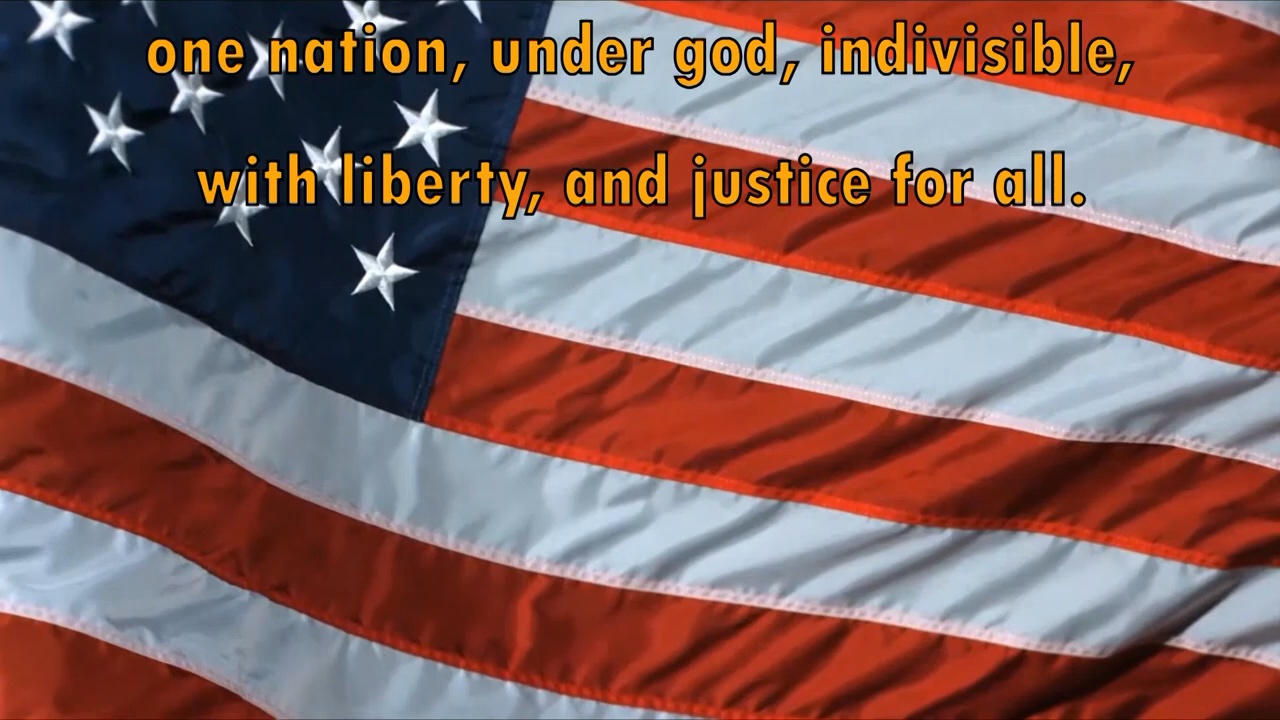 one nation, under god, indivisible,
with liberty, and justice for all.